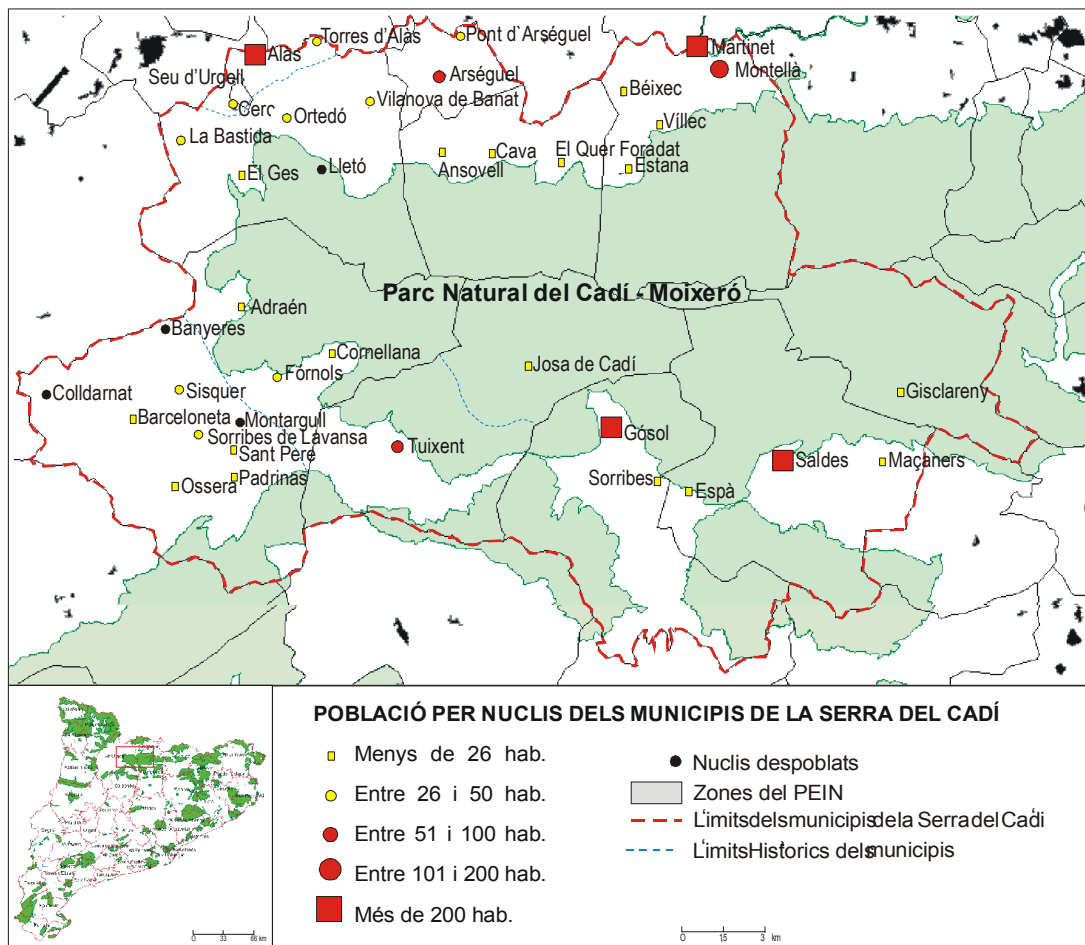 Torres d'Alàs
Pont d`Arséguel
Alàs
Martinet
Seu d'Urgell
Arséguel
Montellà
Cerc
Vilanova de Banat
Béixec
Ortedó
La Bastida
Víllec
El Ges
Lletó
Ansovell
Cava
El Quer Foradat
Estana
Parc Natural del Cadí - Moixeró
Adraén
Banyeres
Cornellana
Josa de Cadí
Fórnols
Colldarnat
Sisquer
Gisclareny
Barceloneta
Montargull
Sorribes de Lavansa
Gósol
Tuixent
Sant Pere
Saldes
Maçaners
Padrinas
Ossera
Sorribes
Espà
POBLACIÓ PER NUCLIS DELS MUNICIPIS DE LA SERRA DEL CADÍ
Menys de 26 hab.
Entre 26 i 50 hab.
Entre 51 i 100 hab.
Entre 101 i 200 hab.
Més de 200 hab.
Nuclis despoblats
Zones del PEIN
Límits dels municipis de la Serra del Cadí
Límits Històrics dels municipis
0 33 66 km
0 15 3 km